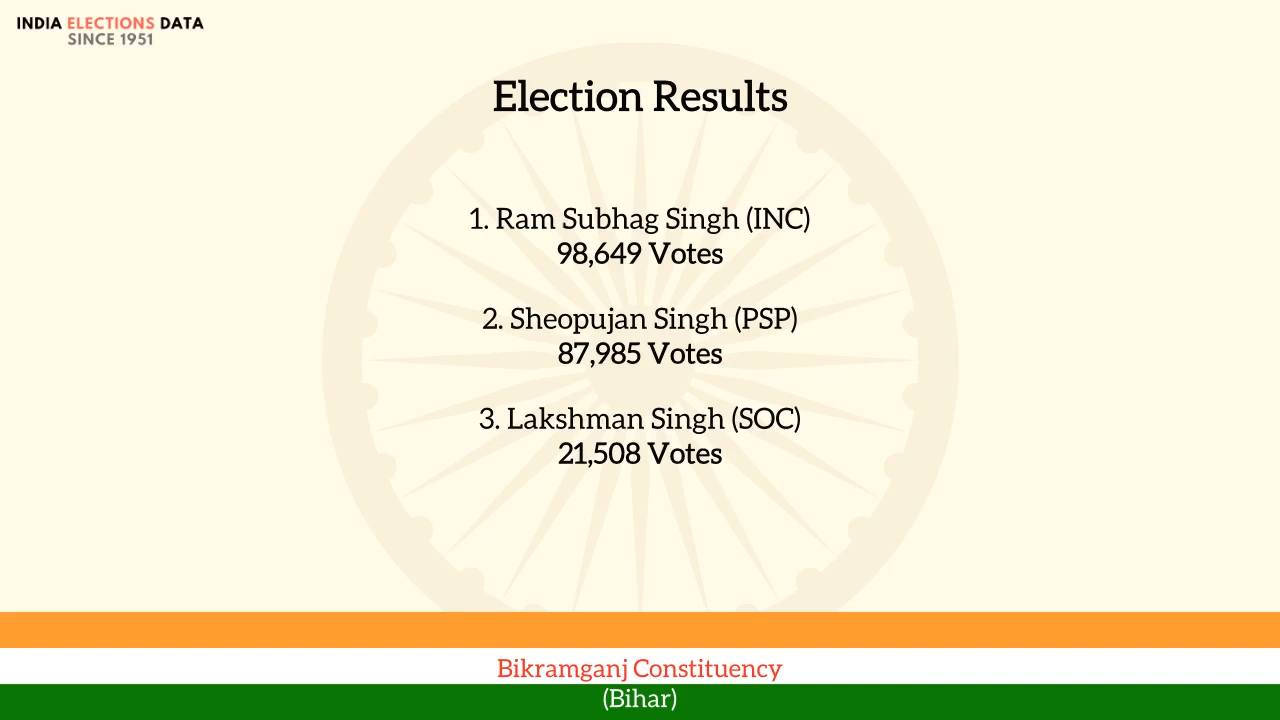 INDIA ELECTIONS DATA
SINCE 1951
Election Results
1. Ram Subhag Singh (INC)
98,649 Votes
2. Sheopujan Singh (PSP)
87,985 Votes
3. Lakshman Singh (SOC)
21,508 Votes
Bikramganj Constituency
(Bihar)